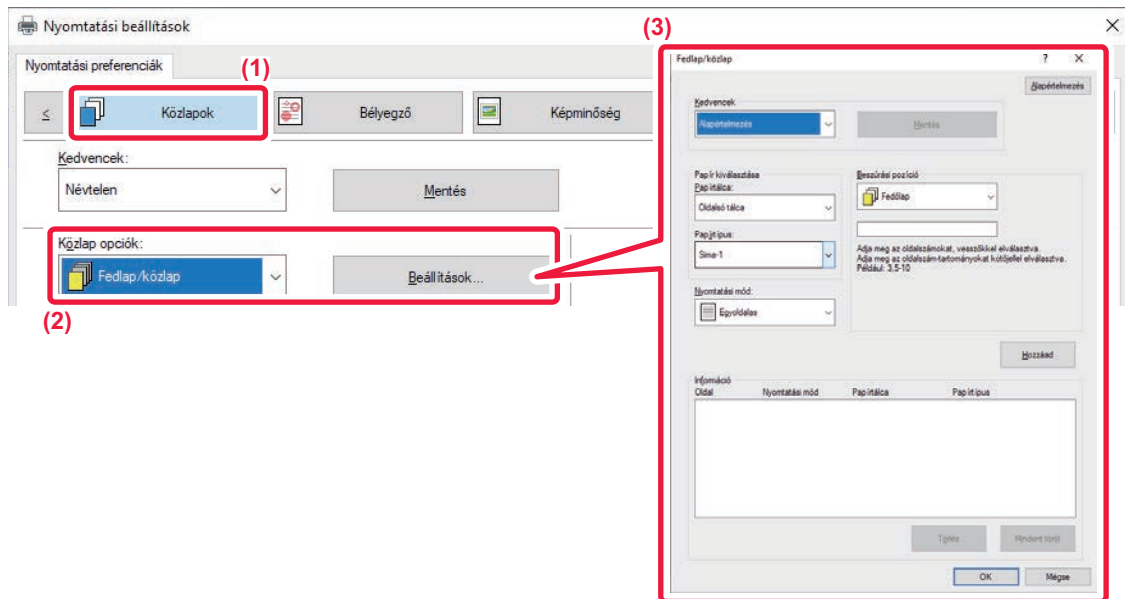 Nyomtatási beállítások
Nyomtatási preferenciák
(1)
<
Közlapok
Bélyegző
Képminőség
Kedvencek:
Névtelen
Mentés
Közlap opciók:
Fedlap/közlap
Beállítások...
(2)
(3)
Fedlap/közlap
?
X
Alapértelmezés
Kedvencek
Alapértelmezés
Mentés
Papír kiválasztása
Papírtálca:
Oldalsó tálca
Papírtípus:
Sima-1
Nyomtatási mód:
Egyoldalas
Beszúrási pozíció
Fedőlap
Adja meg az oldalszámokat, vesszőkkel elválasztva.
Adja meg az oldalszám-tartományokat kötőjellel elválasztva.
Például: 3,5-10
Hozzáad
Információ
Oldal Nyomtatási mód Papírtálca Papírtípus
Törlés
Mindent töröl
OK
Mégse